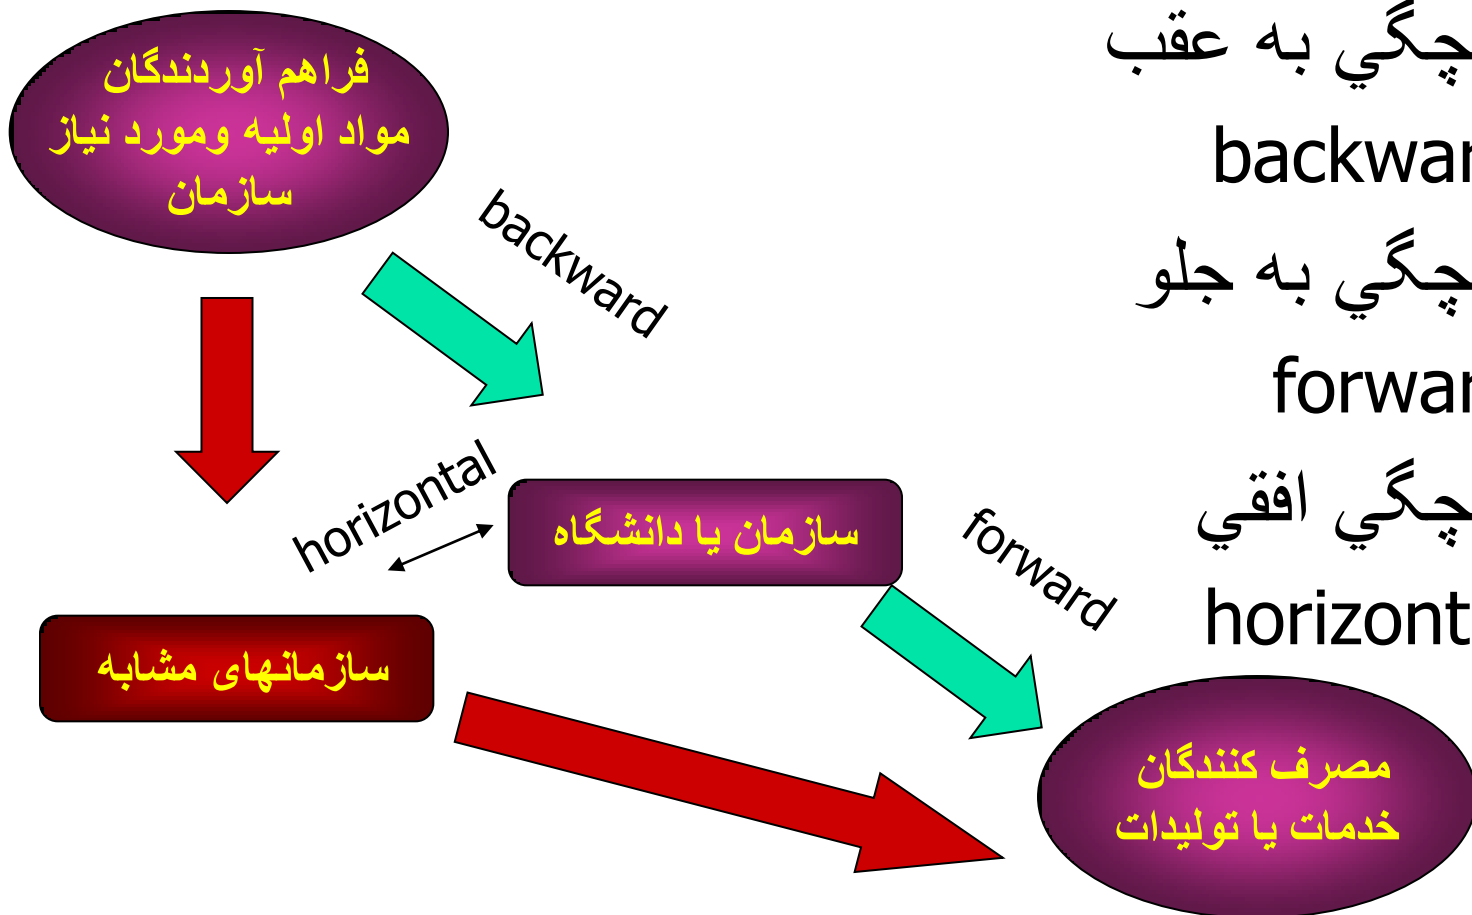 فراهم آوردندگان
مواد اوليه ومورد نياز
سازمان
backward
horizontal
سازمان يا دانشگاه
forward
سازمانهای مشابه
مصرف کنندگان
خدمات يا توليدات
چگي به عقب
backwar
چگي به جلو
forwar
چگي افقي
horizont